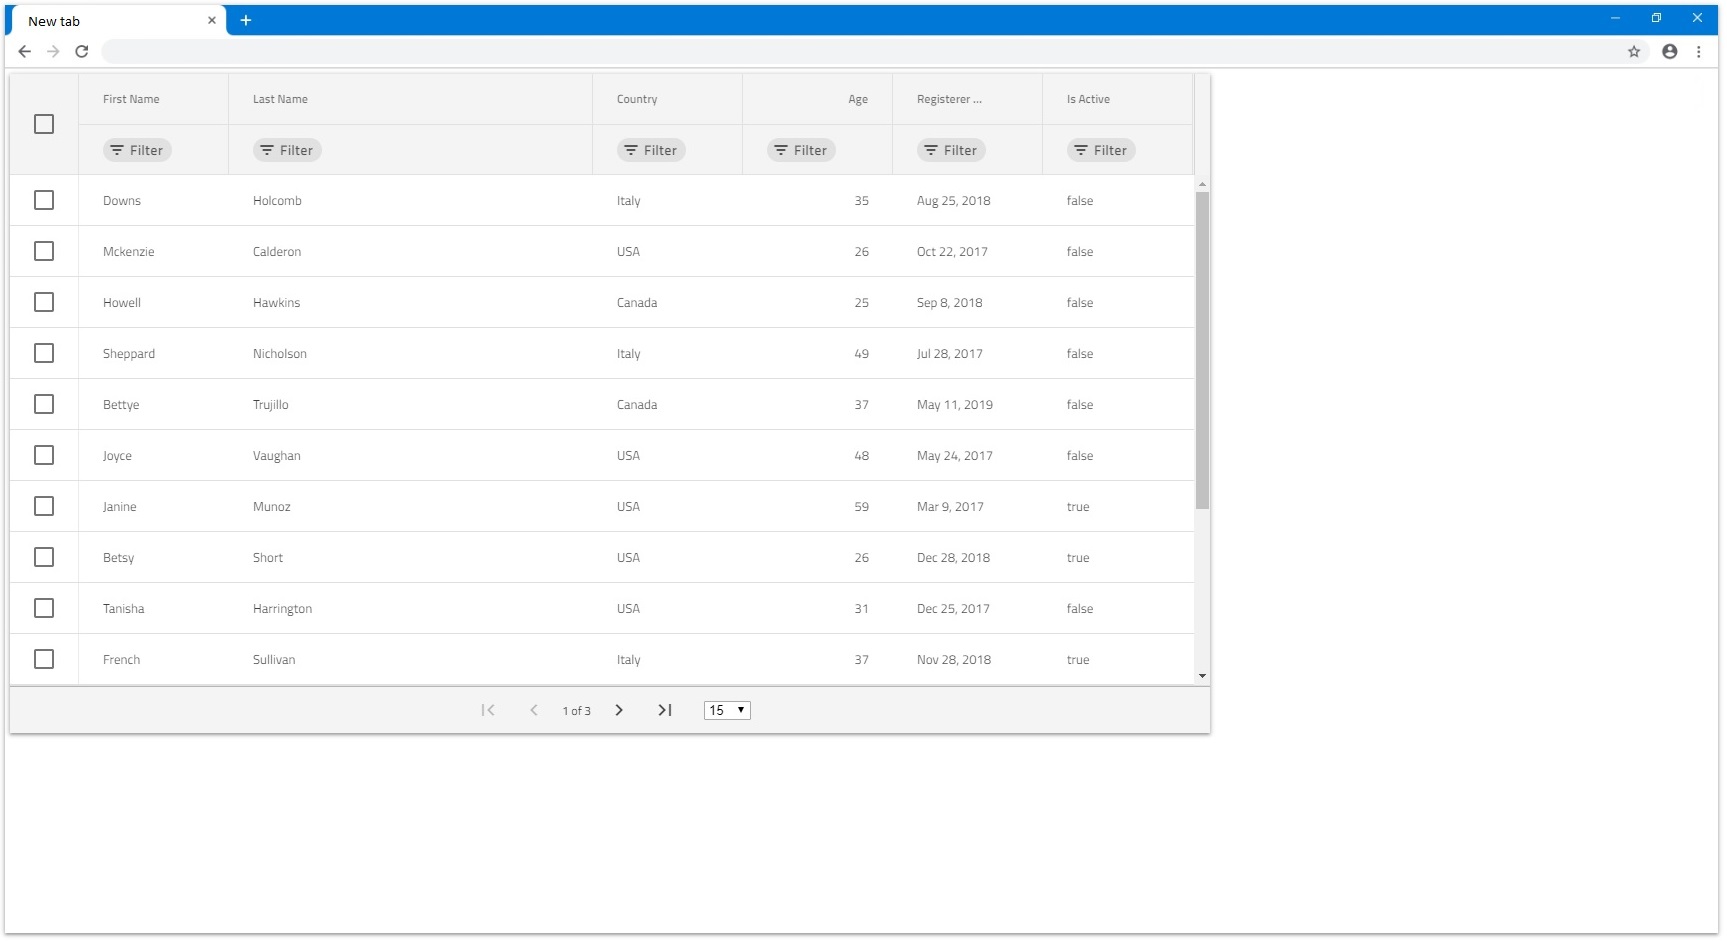 New tab
First Name Last Name Country Age Registerer ... Is Active
Filter Filter Filter Filter Filter Filter
Downs Holcomb Italy 35 Aug 25, 2018 false
Mckenzie Calderon USA 26 Oct 22, 2017 false
Howell Hawkins Canada 25 Sep 8, 2018 false
Sheppard Nicholson Italy 49 Jul 28, 2017 false
Bettye Trujillo Canada 37 May 11, 2019 false
Joyce Vaughan USA 48 May 24, 2017 false
Janine Munoz USA 59 Mar 9, 2017 true
Betsy Short USA 26 Dec 28, 2018 true
Tanisha Harrington USA 31 Dec 25, 2017 false
French Sullivan Italy 37 Nov 28, 2018 true
1 of 3 15